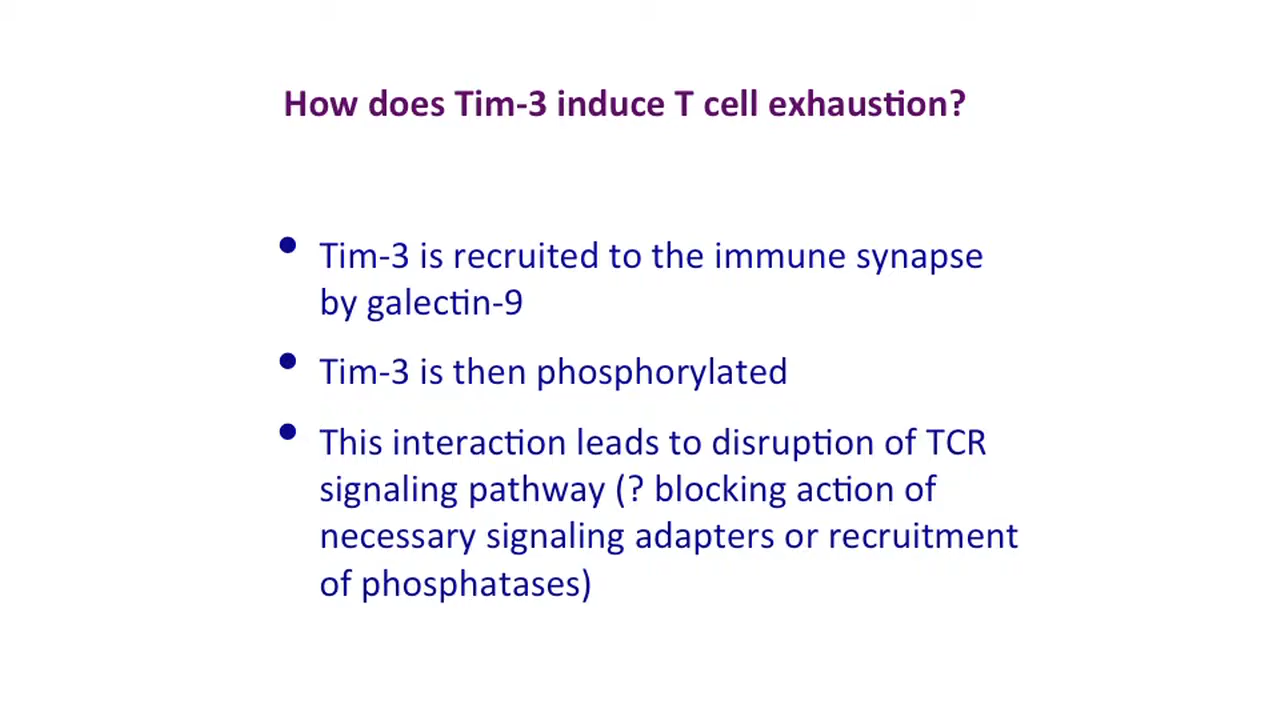 How does Tim-3 induce T cell exhaustion?
• Tim-3 is recruited to the immune synapse
by galectin-9
• Tim-3 is then phosphorylated
• This interaction leads to disruption of TCR
signaling pathway (? blocking action of
necessary signaling adapters or recruitment
of phosphatases)